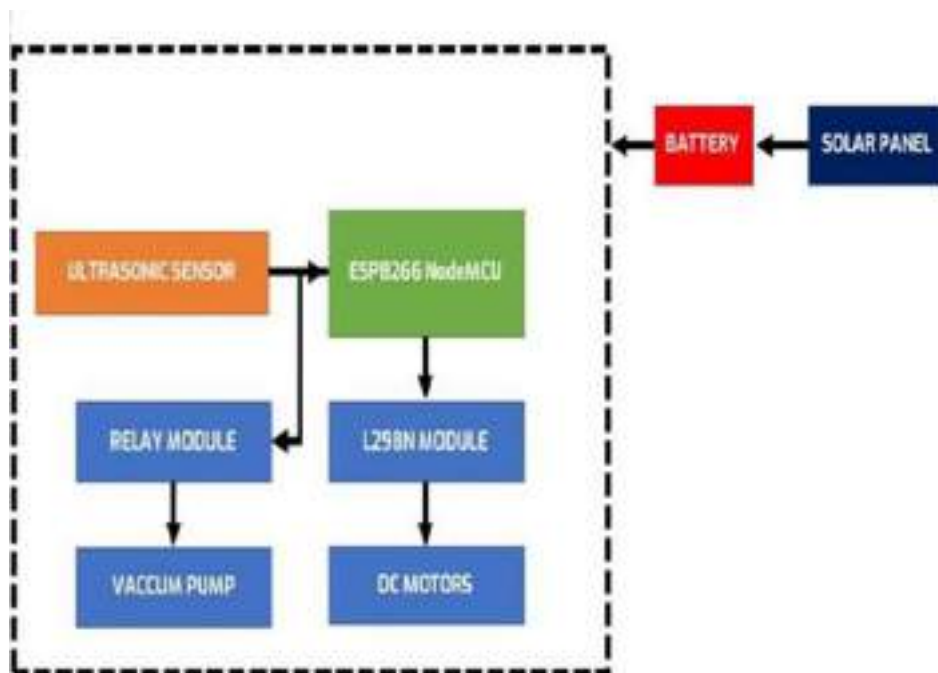 BATTERY
SOLAR PANEL
ULTRASONIC SENSOR
ESP8266 NodeMCU
RELAY MODULE
L298N MODULE
VACCUM PUMP
DC MOTORS